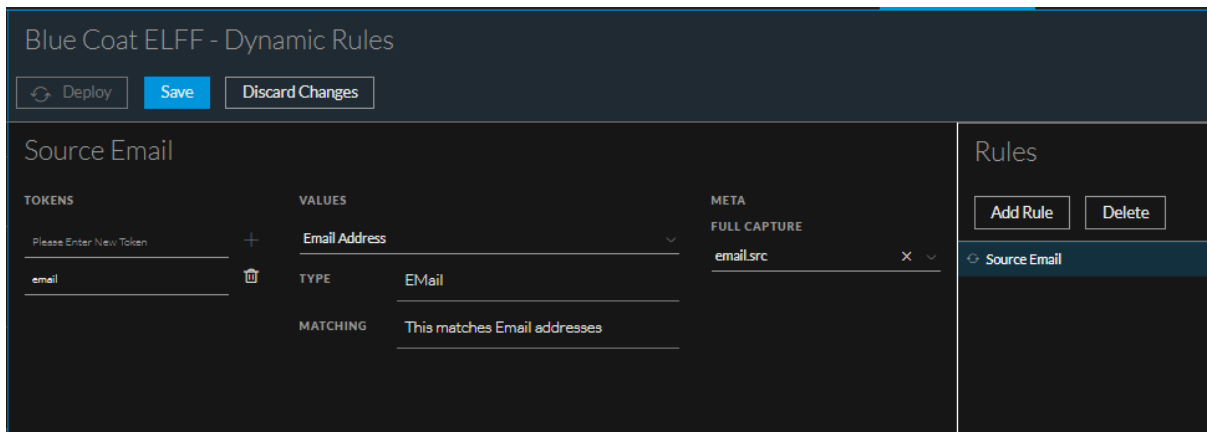 Blue Coat ELFF - Dynamic Rules
Deploy Save Discard Changes
Source Email
TOKENS
Please Enter New Token
email
VALUES
Email Address
TYPE EMail
MATCHING This matches Email addresses
META
FULL CAPTURE
email.src
Rules
Add Rule Delete
Source Email